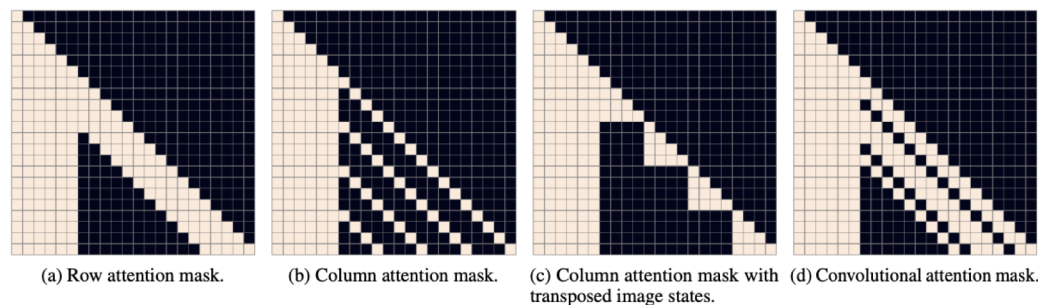 (a) Row attention mask.
(b) Column attention mask.
(c) Column attention mask with
transposed image states.
(d) Convolutional attention mask.